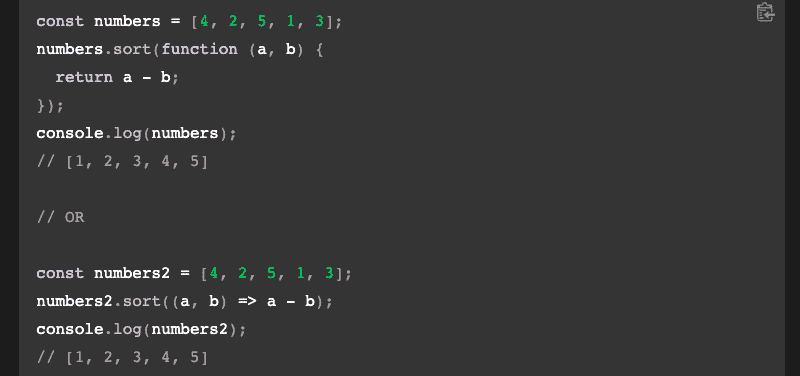 const numbers = [4, 2, 5, 1, 3];
numbers.sort(function (a, b) {
  return a - b;
});
console.log(numbers);
// [1, 2, 3, 4, 5]

// OR

const numbers2 = [4, 2, 5, 1, 3];
numbers2.sort((a, b) => a - b);
console.log(numbers2);
// [1, 2, 3, 4, 5]